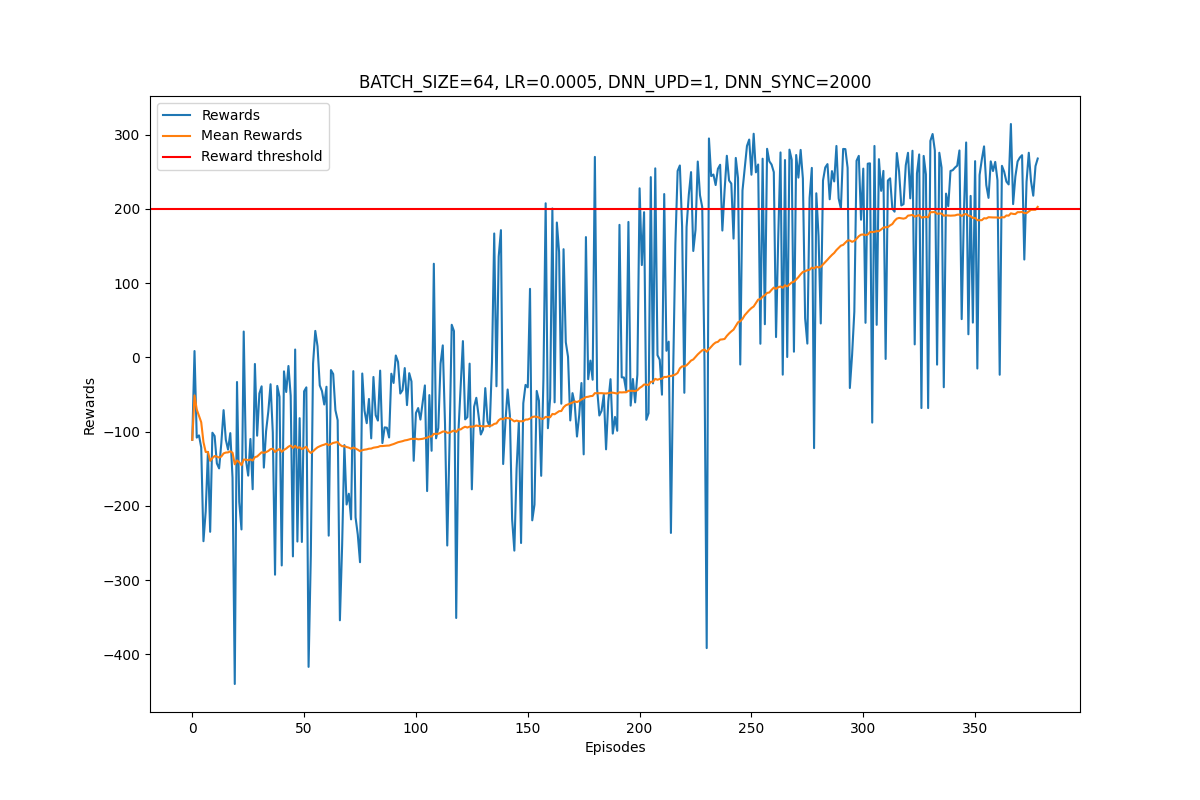 BATCH_SIZE=64, LR=0.0005, DNN_UPD=1, DNN_SYNC=2000
Rewards
Mean Rewards
Reward threshold
300
200
100
0
−100
−200
−300
−400
Rewards
0 50 100 150 200 250 300 350
Episodes